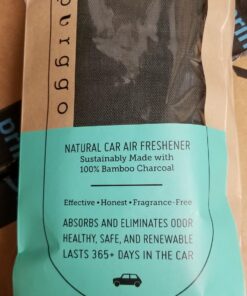 purggo
NATURAL CAR AIR FRESHENER
Sustainably Made with
100% Bamboo Charcoal
Effective • Honest • Fragrance-Free
ABSORBS AND ELIMINATES ODOR
HEALTHY, SAFE, AND RENEWABLE
LASTS 365+ DAYS IN THE CAR